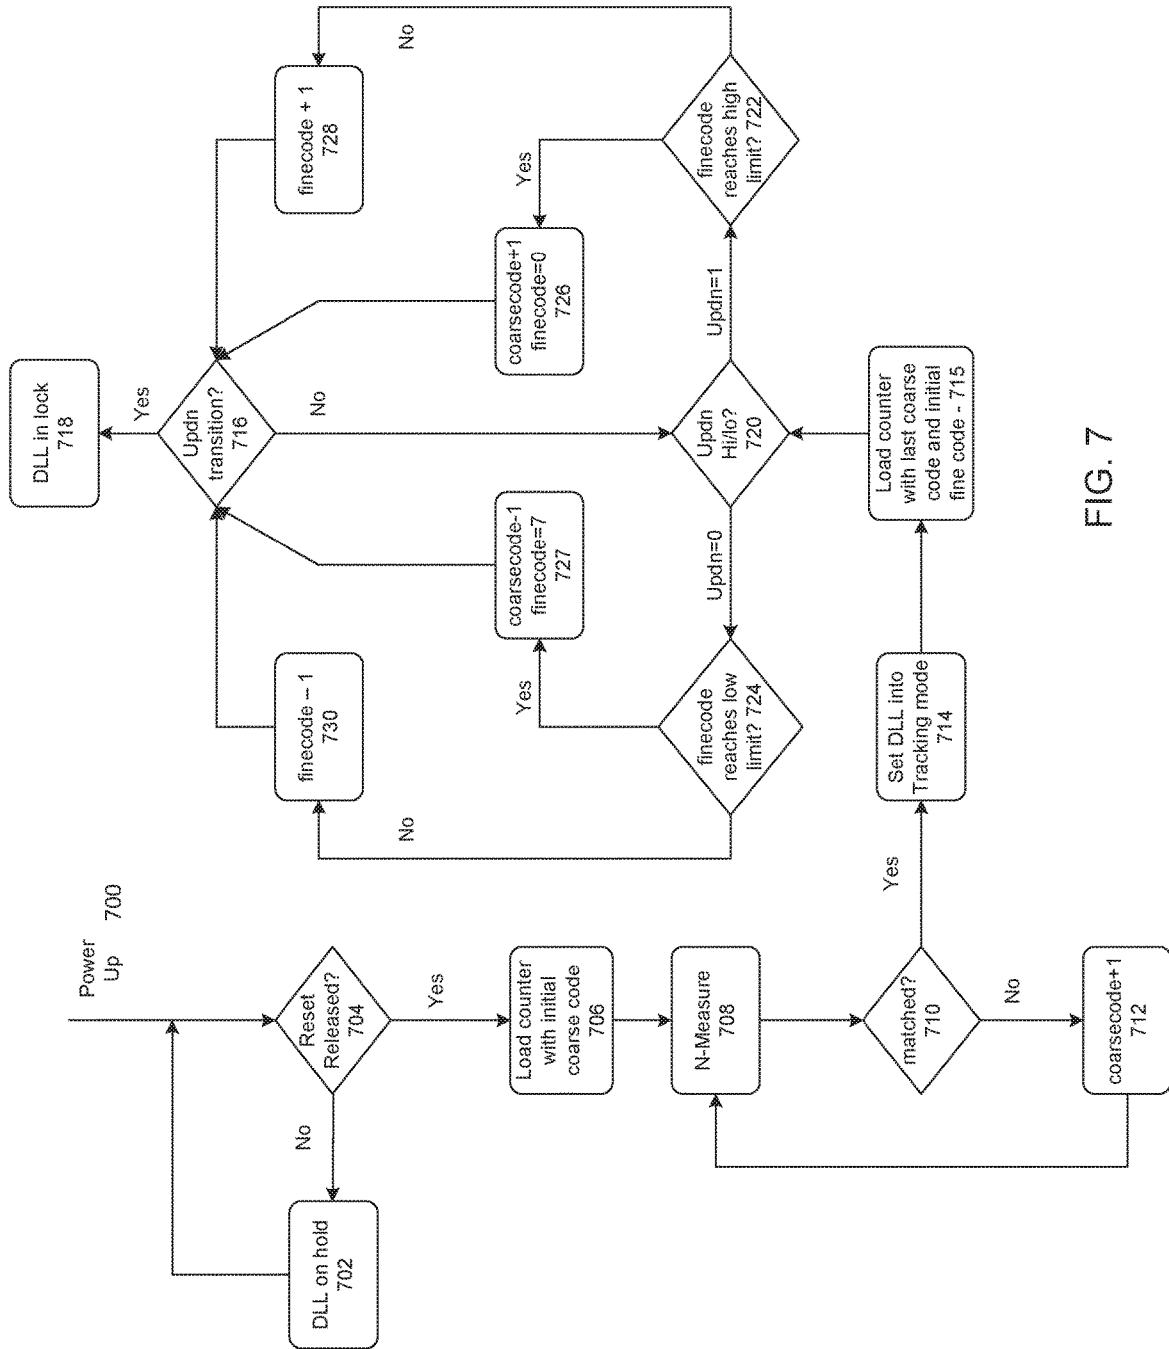 Power
Up 700
Reset
Released?
704
No
DLL on hold
702
Yes
Load counter
with initial
coarse code
706
N-Measure
708
matched?
710
No
coarsecode+1
712
Yes
Set DLL into
Tracking mode
714
Load counter
with last coarse
code and initial
fine code - 715
Updn
Hi/lo?
720
Updn=0
Updn=1
finecode
reaches low
limit? 724
Yes
No
coarsecode-1
finecode=7
727
finecode – 1
730
finecode
reaches high
limit? 722
Yes
No
coarsecode+1
finecode=0
726
finecode + 1
728
Updn
transition?
716
No
Yes
DLL in lock
718
FIG. 7